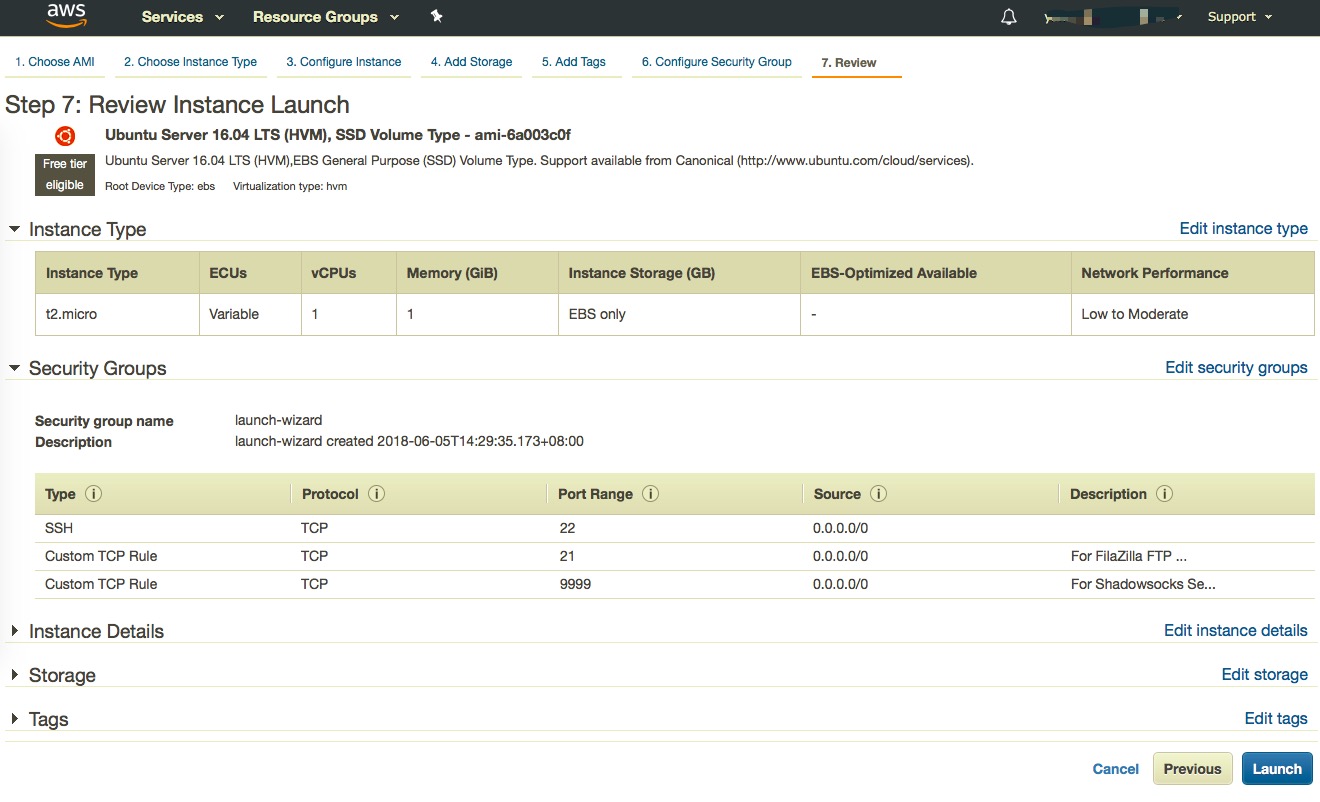 aws Services Resource Groups Support
1. Choose AMI 2. Choose Instance Type 3. Configure Instance 4. Add Storage 5. Add Tags 6. Configure Security Group 7. Review
Step 7: Review Instance Launch
Ubuntu Server 16.04 LTS (HVM), SSD Volume Type - ami-6a003c0f
Free tier eligible
Ubuntu Server 16.04 LTS (HVM),EBS General Purpose (SSD) Volume Type. Support available from Canonical (http://www.ubuntu.com/cloud/services).
Root Device Type: ebs Virtualization type: hvm
Instance Type Edit instance type
Instance Type ECUs vCPUs Memory (GiB) Instance Storage (GB) EBS-Optimized Available Network Performance
t2.micro Variable 1 1 EBS only - Low to Moderate
Security Groups Edit security groups
Security group name launch-wizard
Description launch-wizard created 2018-06-05T14:29:35.173+08:00
Type i Protocol i Port Range i Source i Description i
SSH TCP 22 0.0.0.0/0
Custom TCP Rule TCP 21 0.0.0.0/0 For FilaZilla FTP ...
Custom TCP Rule TCP 9999 0.0.0.0/0 For Shadowsocks Se...
Instance Details Edit instance details
Storage Edit storage
Tags Edit tags
Cancel Previous Launch